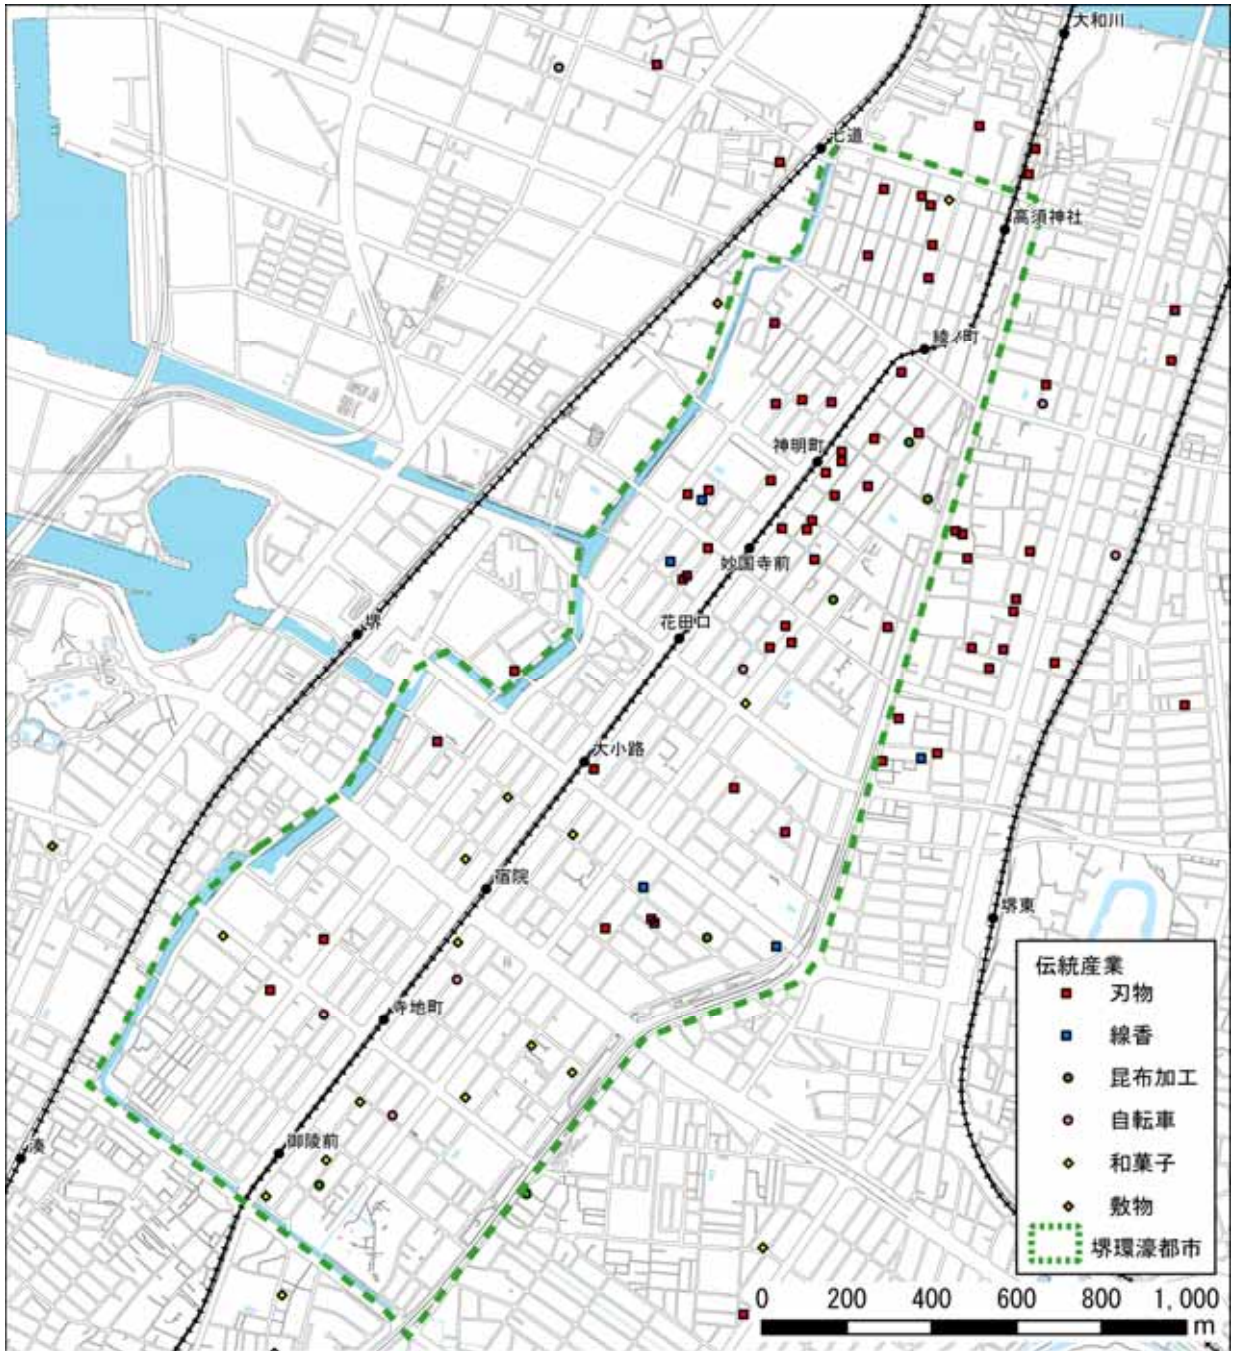 大和川
七道
高須神社
綾ノ町
神明町
妙国寺前
花田口
堺
大小路
宿院
堺東
寺地町
御陵前
湊
伝統産業
刃物
線香
昆布加工
自転車
和菓子
敷物
堺環濠都市
0 200 400 600 800 1,000
m